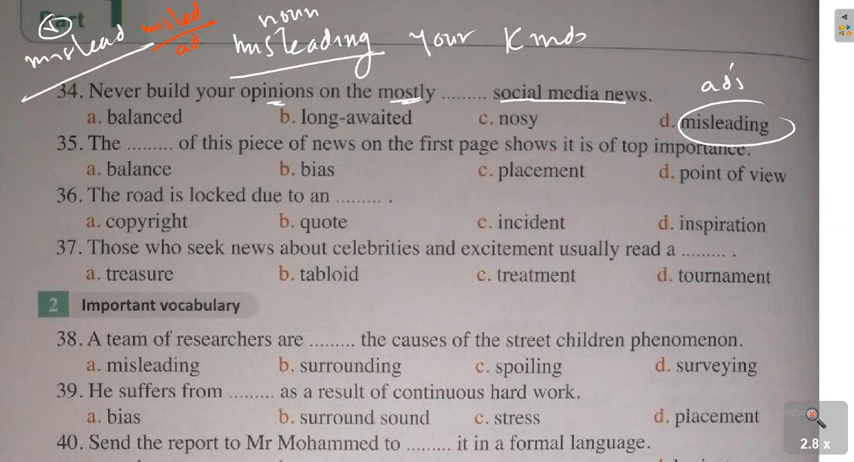 Part 1
mislead misled ad noun misleading your Kinds
34. Never build your opinions on the mostly ......... social media news. adj
a. balanced b. long-awaited c. nosy d. misleading
35. The ......... of this piece of news on the first page shows it is of top importance.
a. balance b. bias c. placement d. point of view
36. The road is locked due to an ......... .
a. copyright b. quote c. incident d. inspiration
37. Those who seek news about celebrities and excitement usually read a ......... .
a. treasure b. tabloid c. treatment d. tournament
2 Important vocabulary
38. A team of researchers are ......... the causes of the street children phenomenon.
a. misleading b. surrounding c. spoiling d. surveying
39. He suffers from ......... as a result of continuous hard work.
a. bias b. surround sound c. stress d. placement
40. Send the report to Mr Mohammed to ......... it in a formal language.
2.8 x